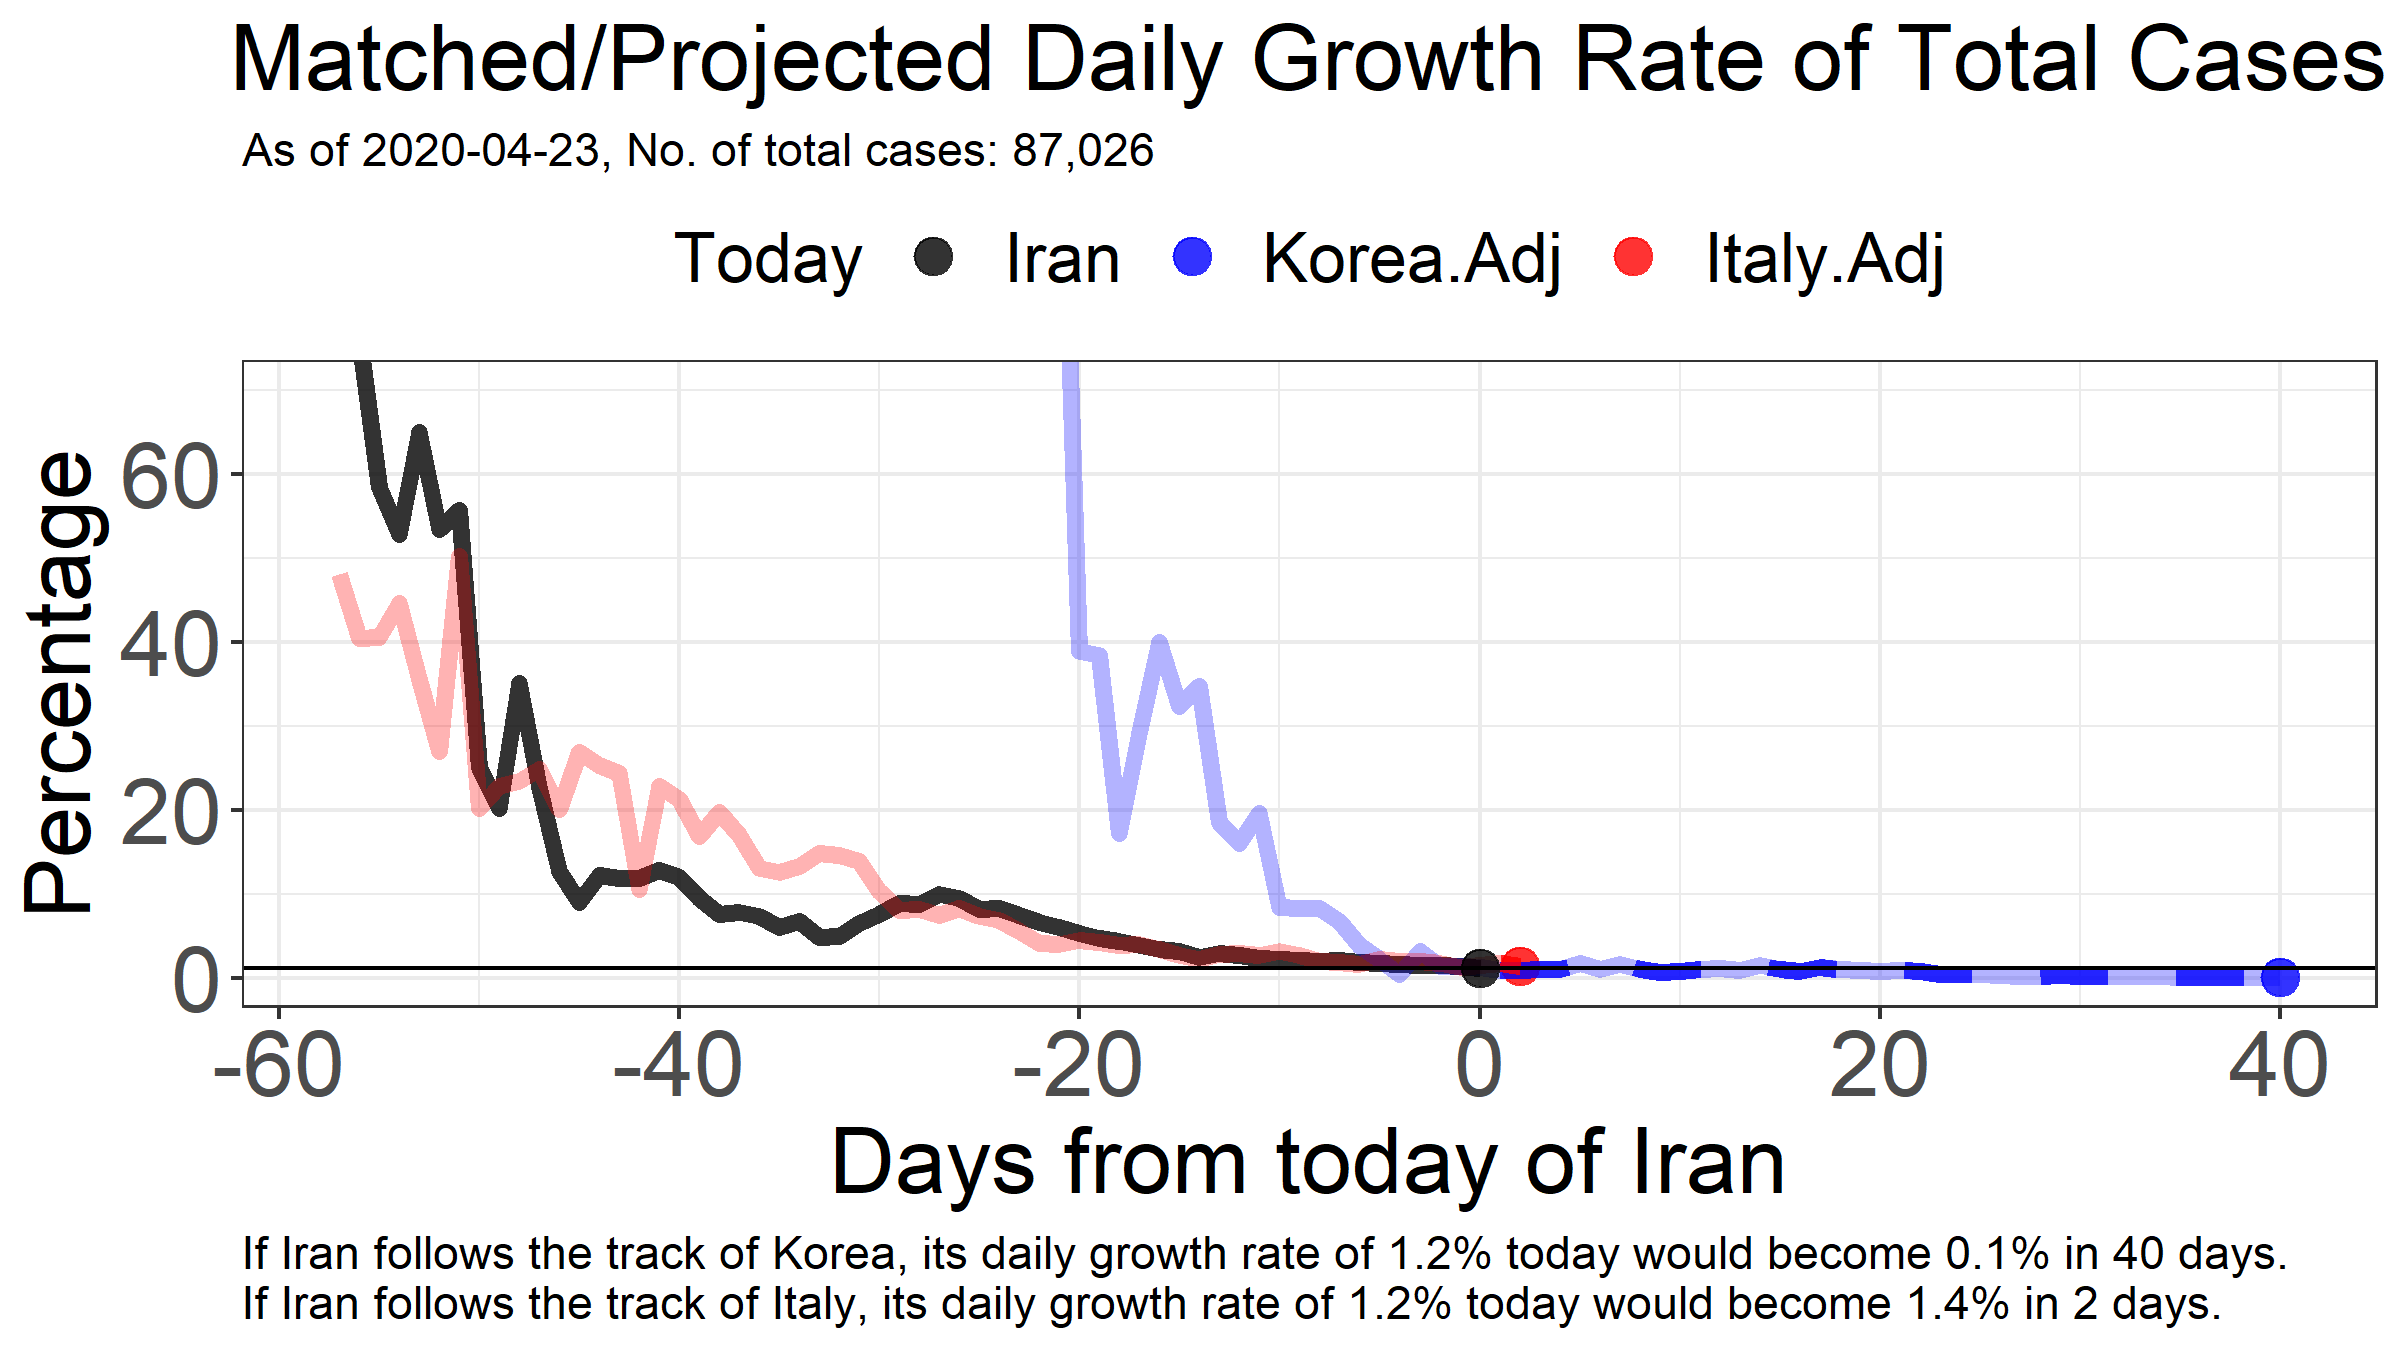 Matched/Projected Daily Growth Rate of Total Cases
As of 2020-04-23, No. of total cases: 87,026
Today Iran Korea.Adj Italy.Adj
Percentage
60
40
20
0
-60 -40 -20 0 20 40
Days from today of Iran
If Iran follows the track of Korea, its daily growth rate of 1.2% today would become 0.1% in 40 days.
If Iran follows the track of Italy, its daily growth rate of 1.2% today would become 1.4% in 2 days.